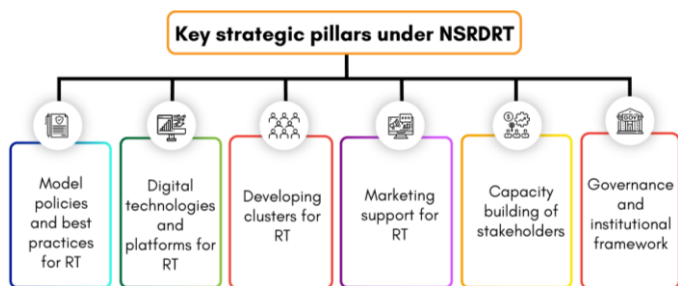 Key strategic pillars under NSRDRT
GOV
Model
policies
and best
practices
for RT
Digital
technologies
and
platforms for
RT
Developing
clusters for
RT
Marketing
support for
RT
Capacity
building of
stakeholders
Governance
and
institutional
framework